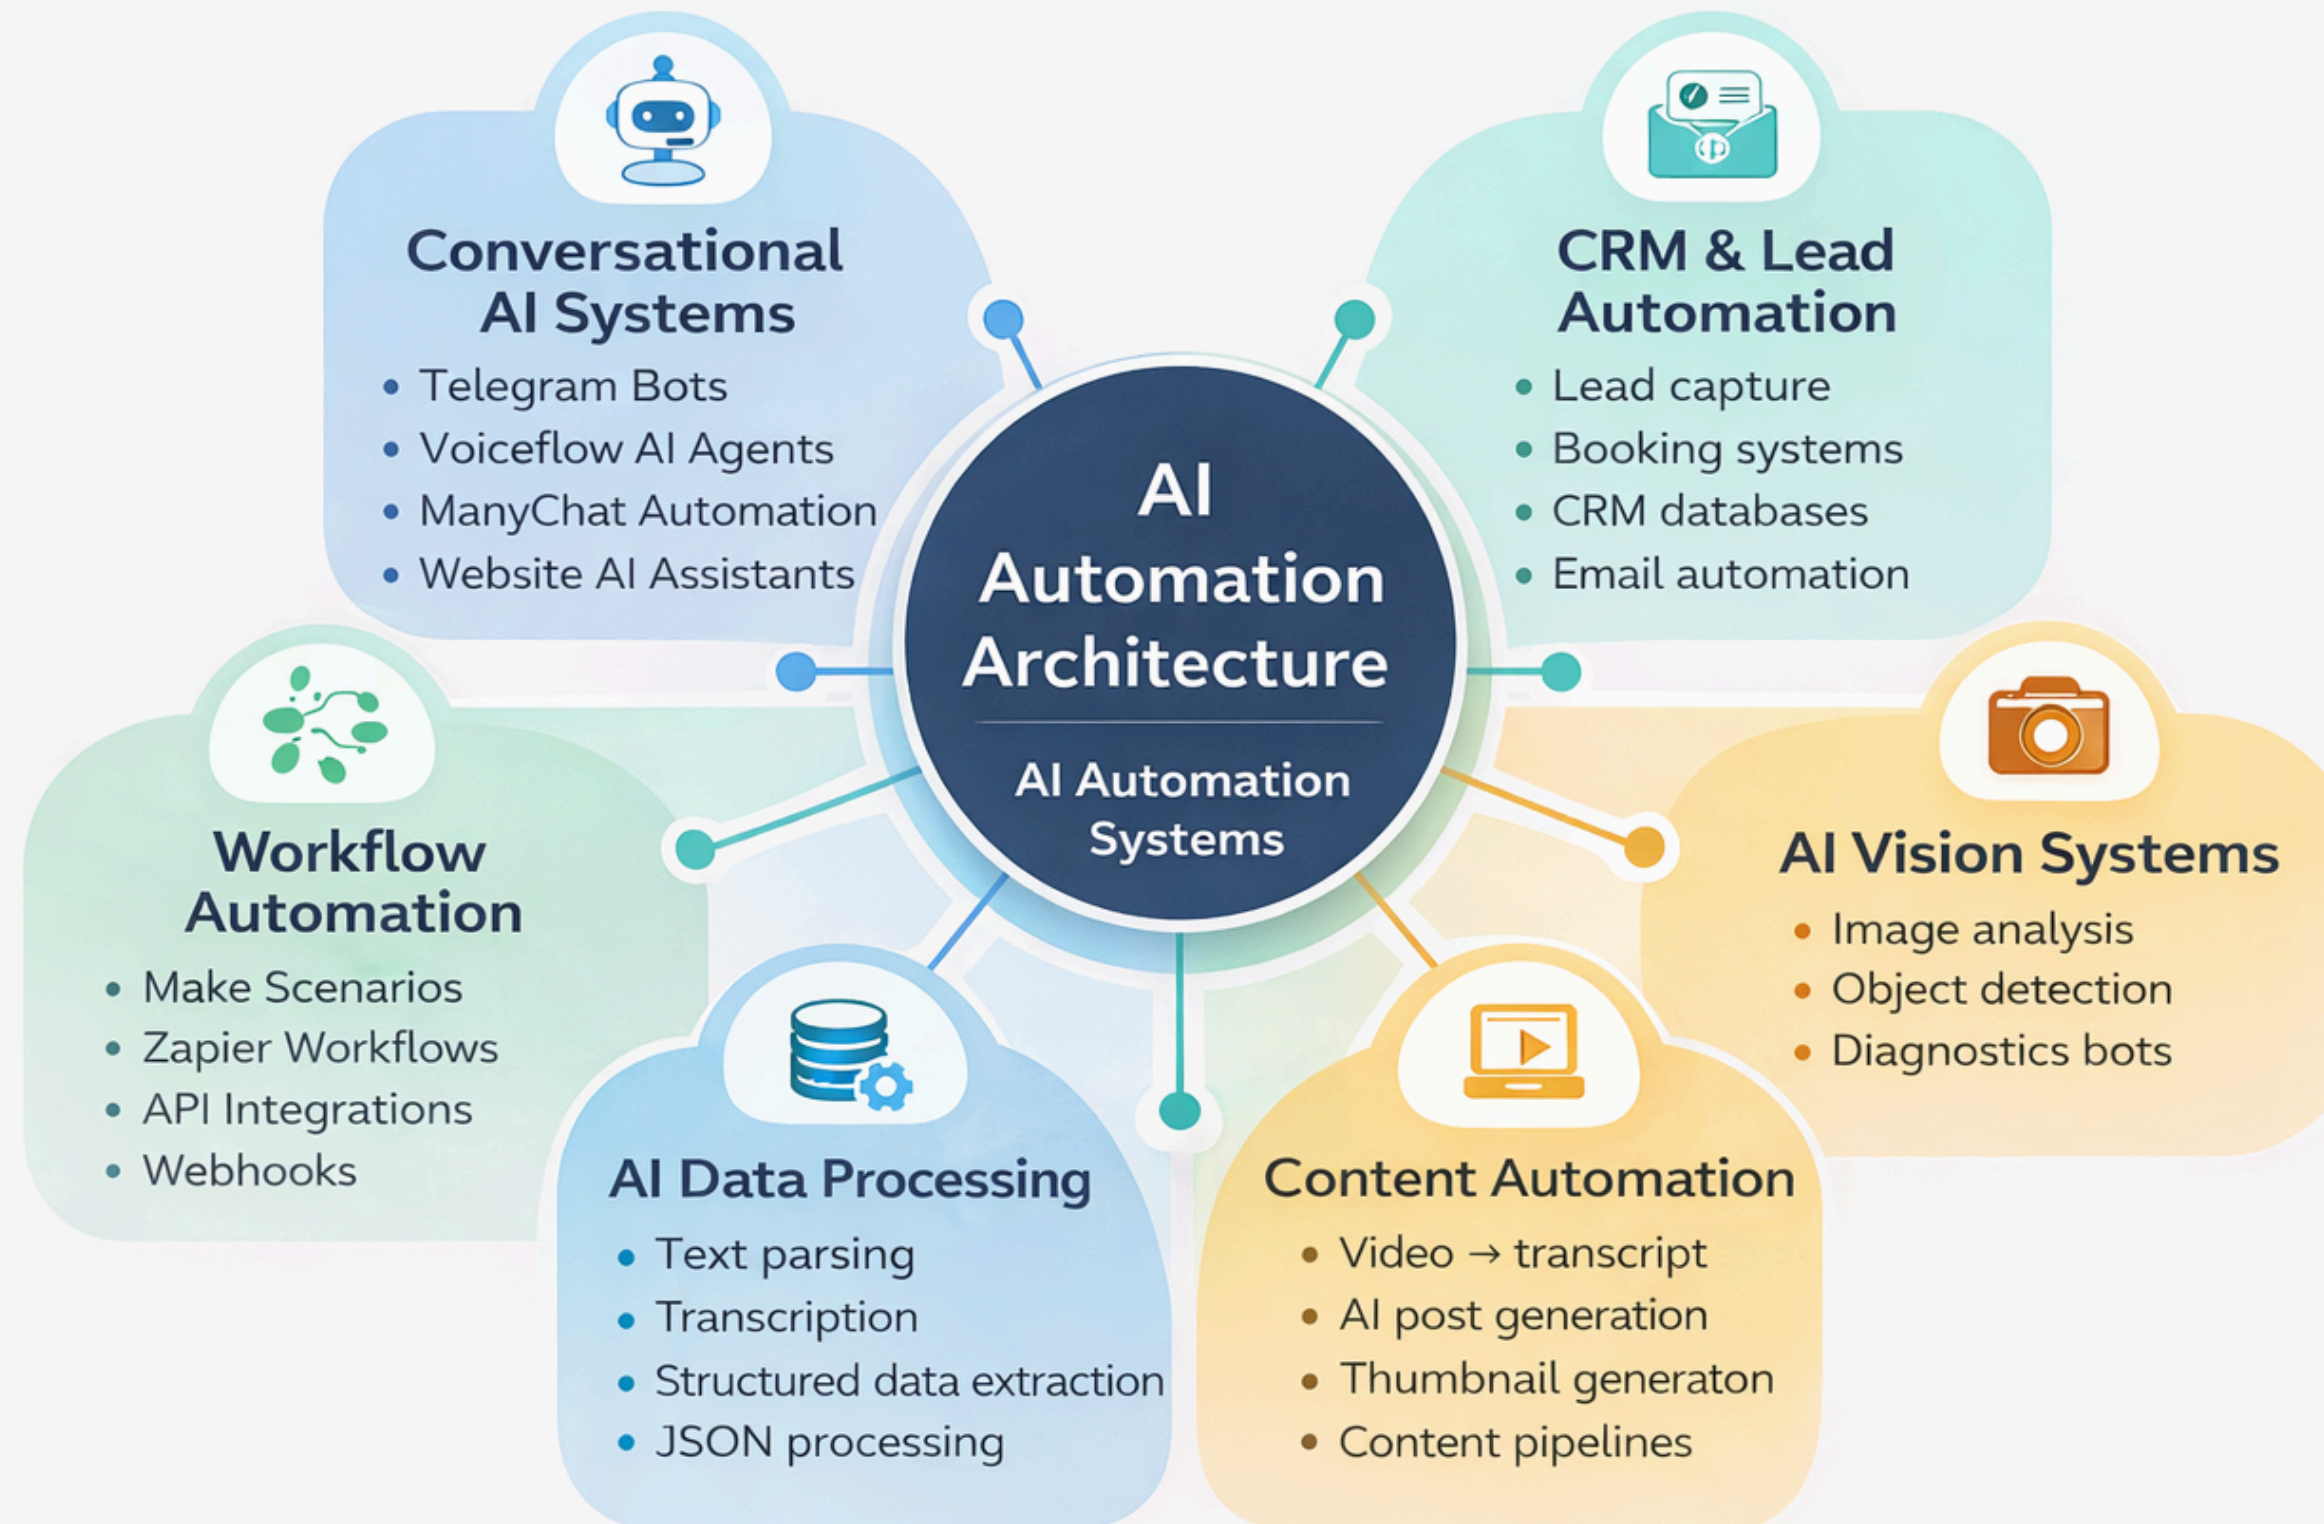 Conversational
AI Systems
Telegram Bots
Voiceflow AI Agents
ManyChat Automation
Website AI Assistants
CRM & Lead
Automation
Lead capture
Booking systems
CRM databases
Email automation
AI
Automation
Architecture
AI Automation
Systems
Workflow
Automation
Make Scenarios
Zapier Workflows
API Integrations
Webhooks
AI Vision Systems
Image analysis
Object detection
Diagnostics bots
AI Data Processing
Text parsing
Transcription
Structured data extraction
JSON processing
Content Automation
Video → transcript
AI post generation
Thumbnail generaton
Content pipelines